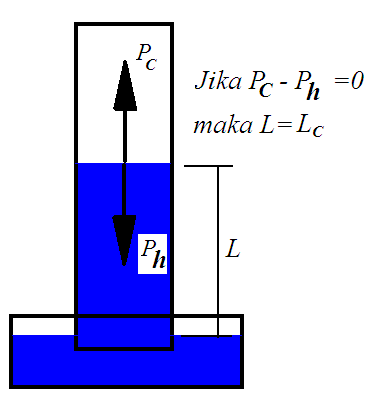 P_C
Jika P_C - P_h =0
maka L=L_C
P_h
L